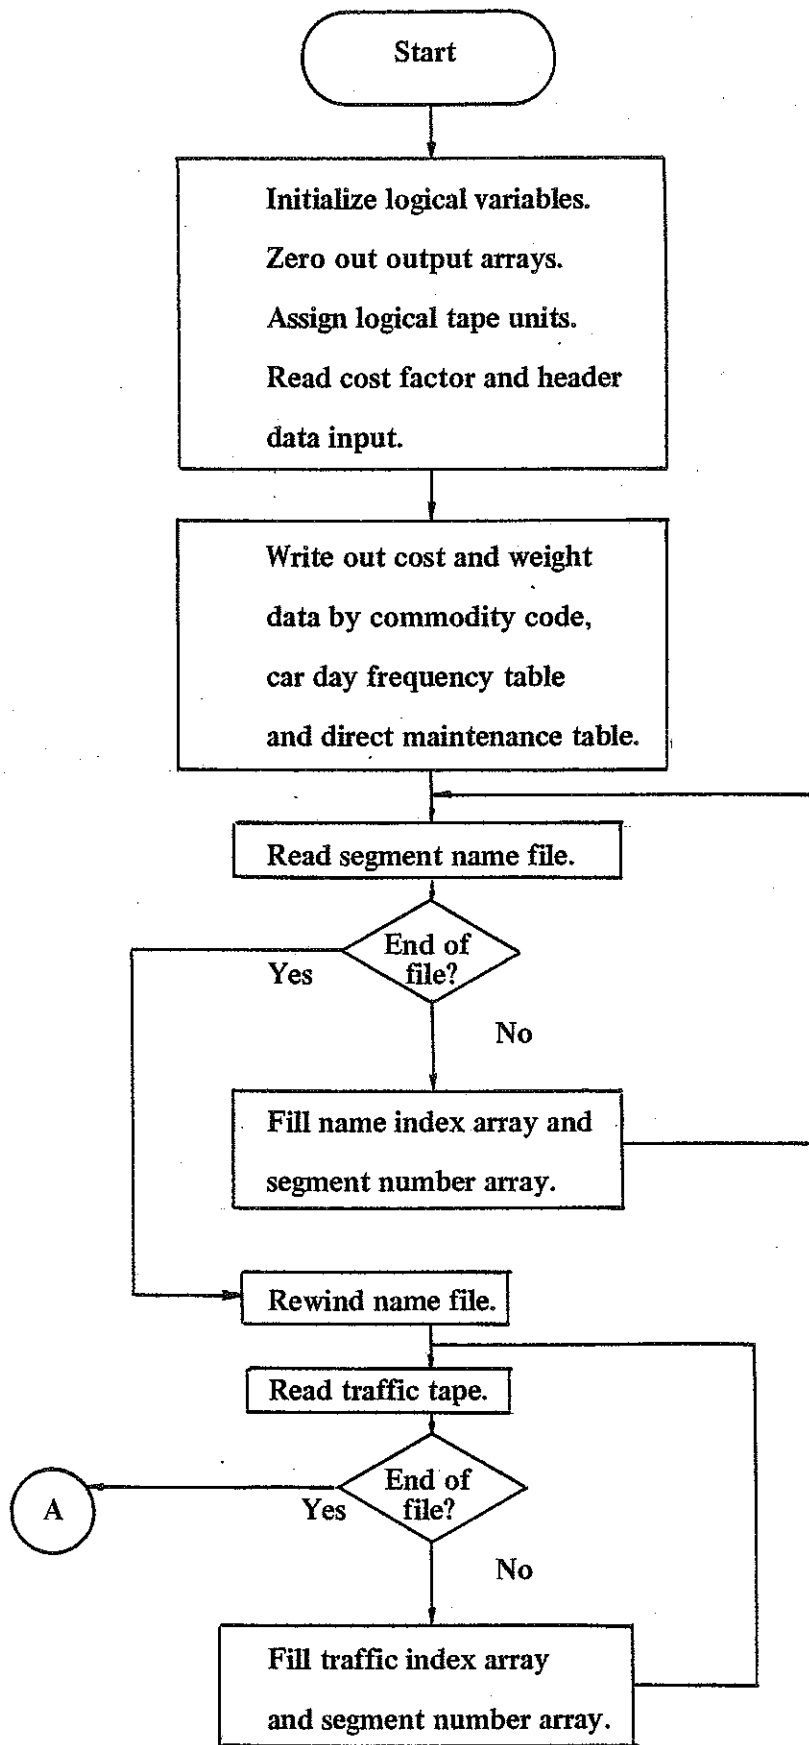 Start
Initialize logical variables.
Zero out output arrays.
Assign logical tape units.
Read cost factor and header
data input.
Write out cost and weight
data by commodity code,
car day frequency table
and direct maintenance table.
Read segment name file.
End of
file?
Yes
No
Fill name index array and
segment number array.
Rewind name file.
Read traffic tape.
End of
file?
Yes
A
No
Fill traffic index array
and segment number array.